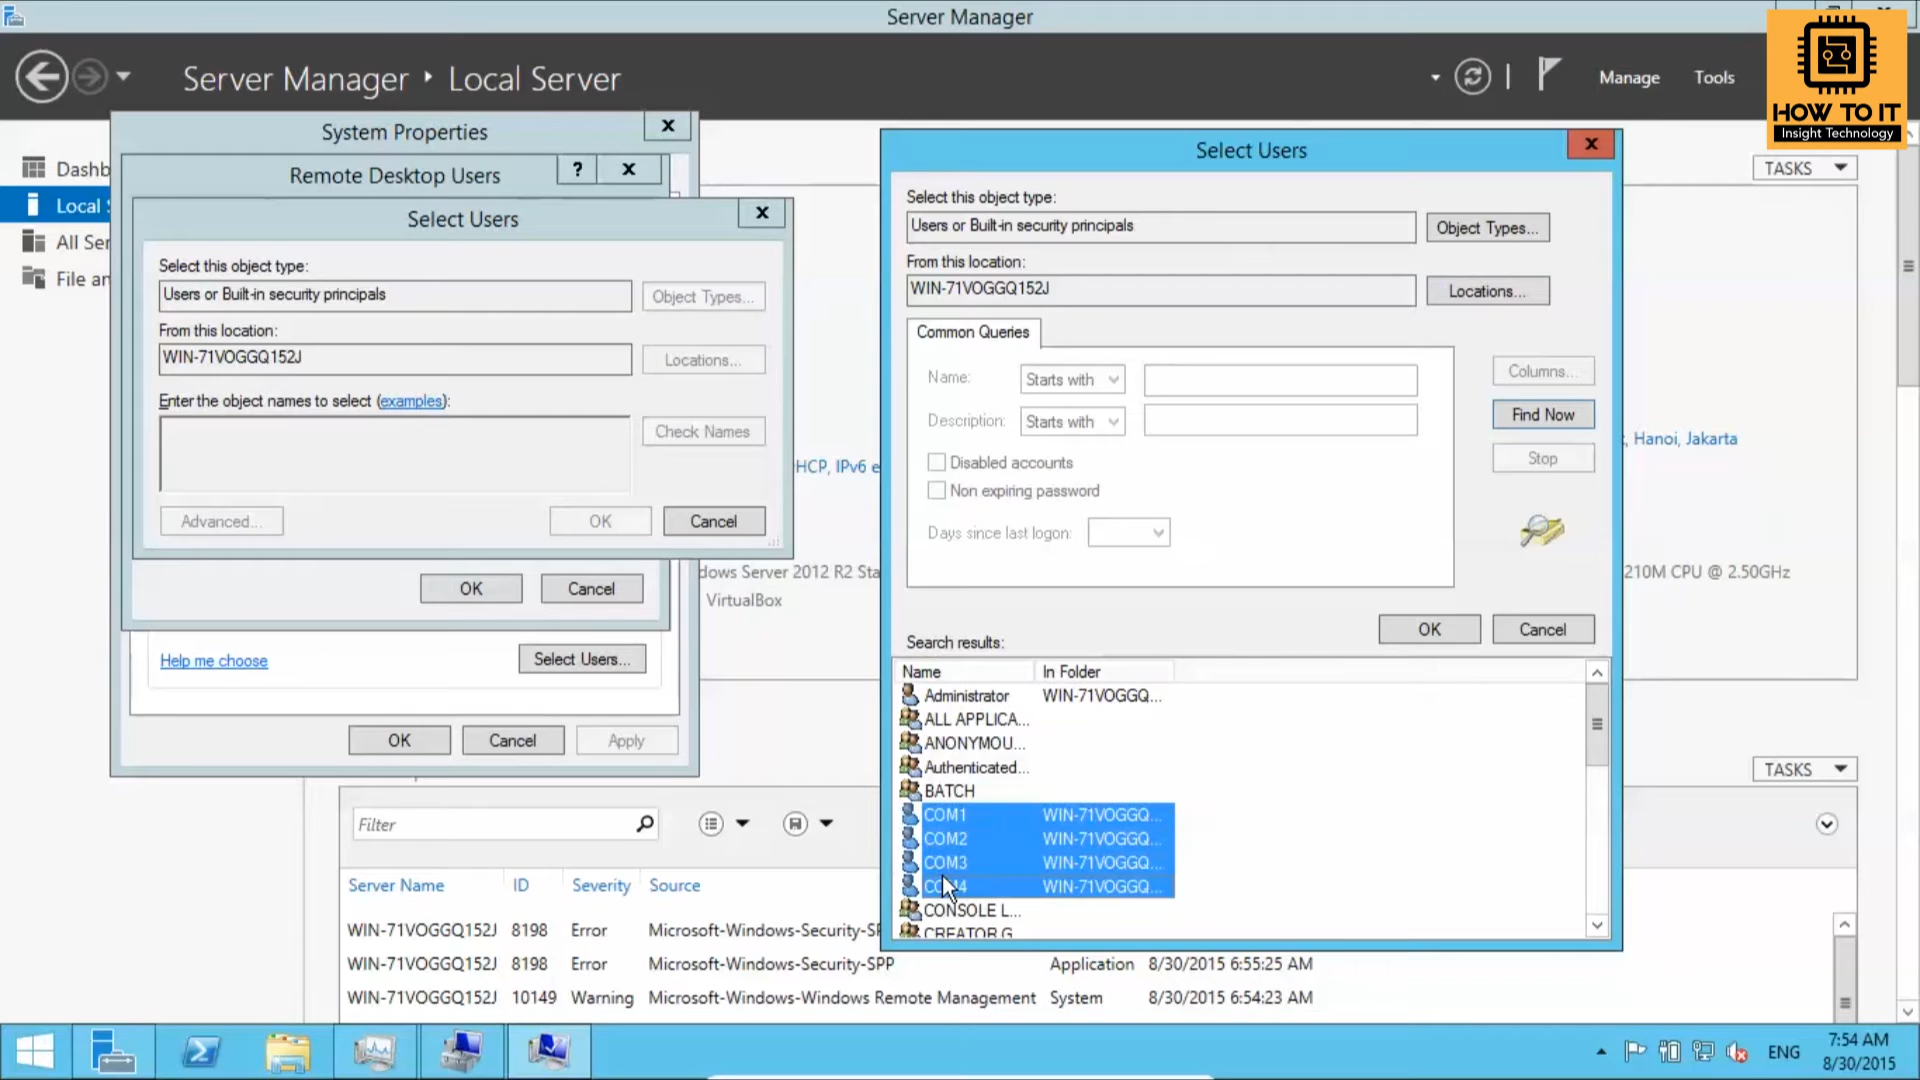 Server Manager
Server Manager ‣ Local Server
Manage
Tools
HOW TO IT
Insight Technology
System Properties
Remote Desktop Users
?
Select Users
Select this object type:
Users or Built-in security principals
Object Types...
From this location:
WIN-71VOGGQ152J
Locations...
Enter the object names to select (examples):
Check Names
Advanced...
OK
Cancel
OK
Cancel
Help me choose
Select Users...
OK
Cancel
Apply
Dashb
Local
All Ser
File an
TASKS
Select Users
Select this object type:
Users or Built-in security principals
Object Types...
From this location:
WIN-71VOGGQ152J
Locations...
Common Queries
Name:
Starts with
Description:
Starts with
Disabled accounts
Non expiring password
Days since last logon:
Columns...
Find Now
Stop
OK
Cancel
Search results:
Name In Folder
Administrator WIN-71VOGGQ...
ALL APPLICA...
ANONYMOU...
Authenticated...
BATCH
COM1 WIN-71VOGGQ...
COM2 WIN-71VOGGQ...
COM3 WIN-71VOGGQ...
COM4 WIN-71VOGGQ...
CONSOLE L...
CREATOR G
HCP, IPv6 e
, Hanoi, Jakarta
dows Server 2012 R2 Sta
VirtualBox
210M CPU @ 2.50GHz
TASKS
Filter
Server Name ID Severity Source
WIN-71VOGGQ152J 8198 Error Microsoft-Windows-Security-SP
WIN-71VOGGQ152J 8198 Error Microsoft-Windows-Security-SPP Application 8/30/2015 6:55:25 AM
WIN-71VOGGQ152J 10149 Warning Microsoft-Windows-Windows Remote Management System 8/30/2015 6:54:23 AM
ENG
7:54 AM
8/30/2015